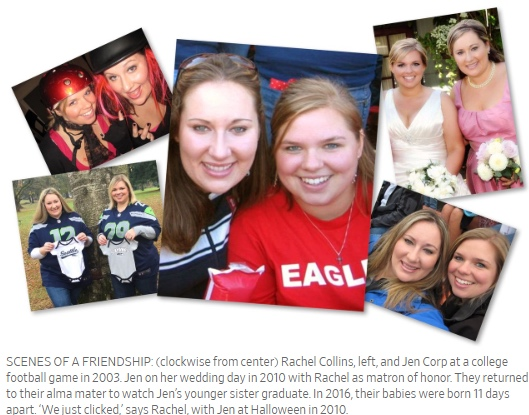 EAGL
12
29
SCENES OF A FRIENDSHIP: (clockwise from center) Rachel Collins, left, and Jen Corp at a college
football game in 2003. Jen on her wedding day in 2010 with Rachel as matron of honor. They returned
to their alma mater to watch Jen’s younger sister graduate. In 2016, their babies were born 11 days
apart. ‘We just clicked,’ says Rachel, with Jen at Halloween in 2010.